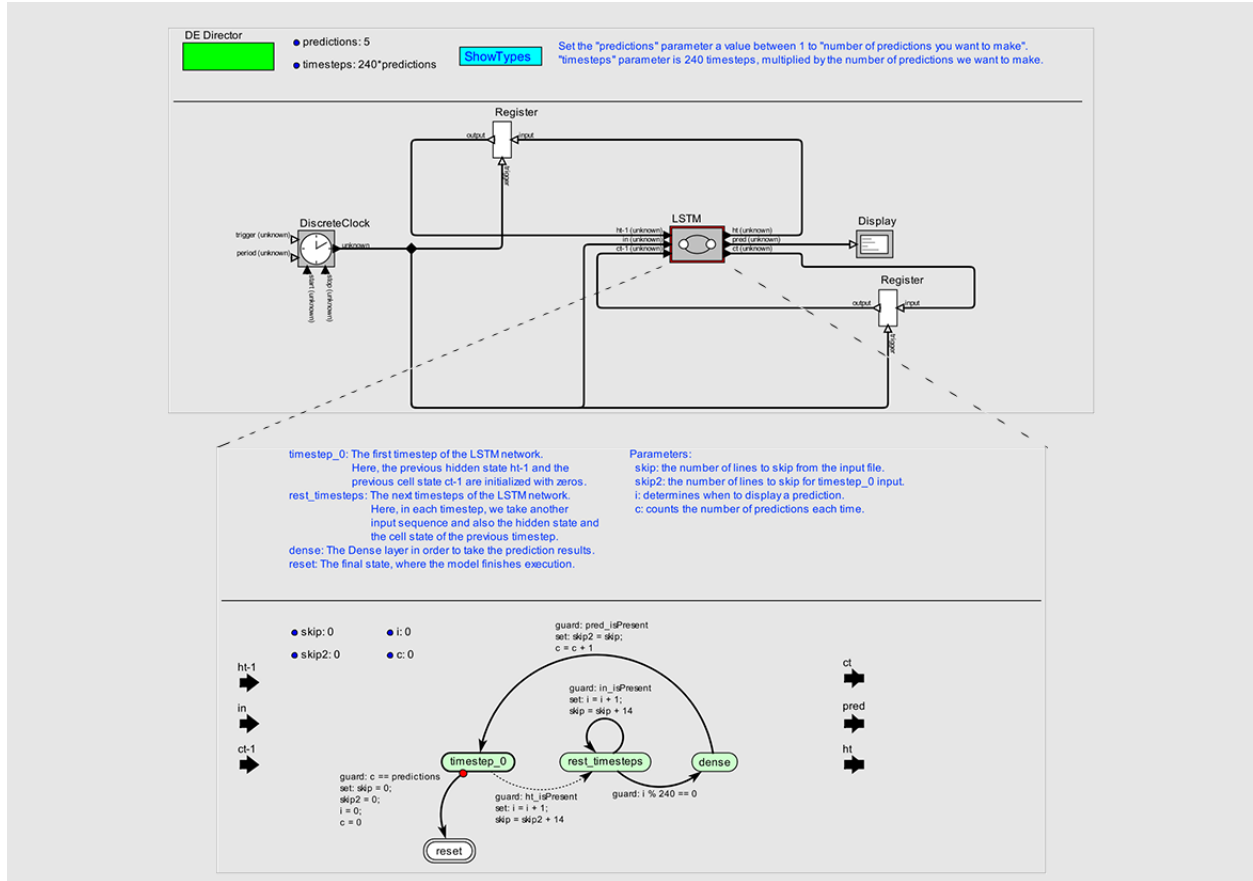 DE Director
predictions: 5
timesteps: 240*predictions
ShowTypes
Set the "predictions" parameter a value between 1 to "number of predictions you want to make".
"timesteps" parameter is 240 timesteps, multiplied by the number of predictions we want to make.
Register
output
input
trigger
DiscreteClock
trigger (unknown)
period (unknown)
unknown
start (unknown)
stop (unknown)
LSTM
ht-1 (unknown)
in (unknown)
ct-1 (unknown)
ht (unknown)
pred (unknown)
ct (unknown)
Display
Register
output
input
trigger
timestep_0: The first timestep of the LSTM network.
Here, the previous hidden state ht-1 and the
previous cell state ct-1 are initialized with zeros.
rest_timesteps: The next timesteps of the LSTM network.
Here, in each timestep, we take another
input sequence and also the hidden state and
the cell state of the previous timestep.
dense: The Dense layer in order to take the prediction results.
reset: The final state, where the model finishes execution.
Parameters:
skip: the number of lines to skip from the input file.
skip2: the number of lines to skip for timestep_0 input.
i: determines when to display a prediction.
c: counts the number of predictions each time.
skip: 0
i: 0
skip2: 0
c: 0
ht-1
in
ct-1
guard: pred_isPresent
set: skip2 = skip;
c = c + 1
guard: in_isPresent
set: i = i + 1;
skip = skip + 14
timestep_0
rest_timesteps
dense
guard: c == predictions
set: skip = 0;
skip2 = 0;
i = 0;
c = 0
guard: ht_isPresent
set: i = i + 1;
skip = skip2 + 14
guard: i % 240 == 0
reset
ct
pred
ht